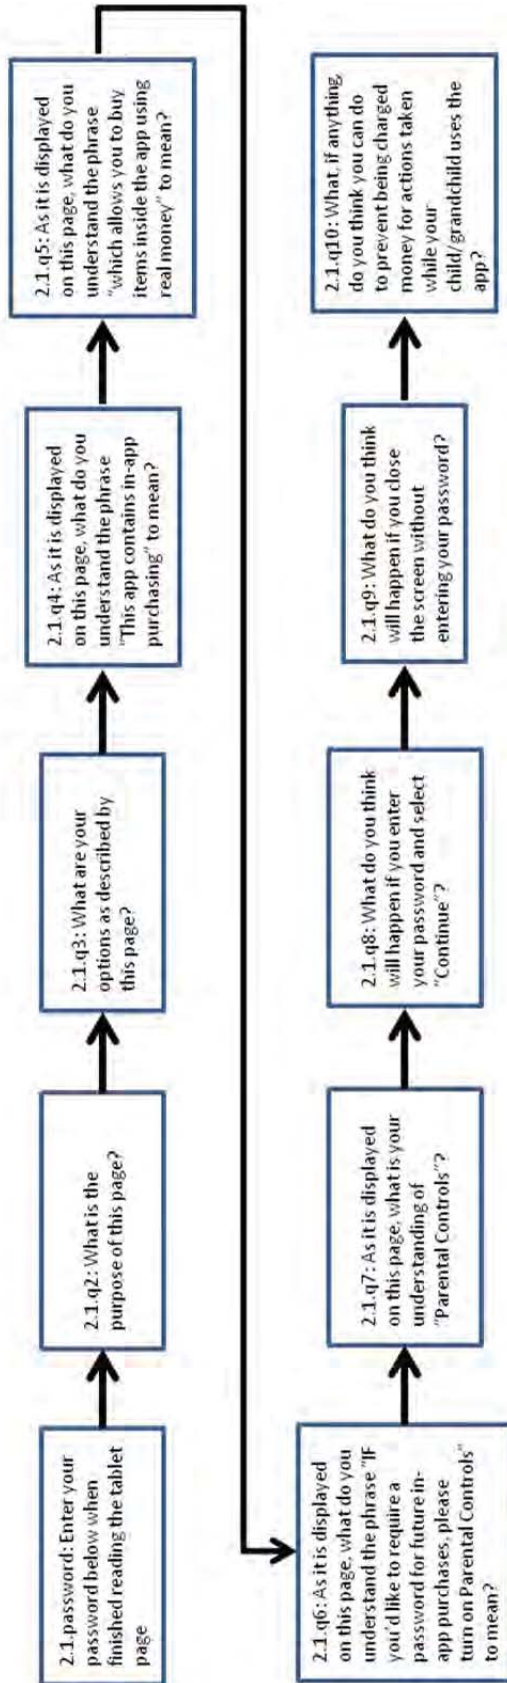 2.1.password: Enter your
password below when
finished reading the tablet
page
2.1.q2: What is the
purpose of this page?
2.1.q3: What are your
options as described by
this page?
2.1.q4: As it is displayed
on this page, what do you
understand the phrase
"This app contains in-app
purchasing" to mean?
2.1.q5: As it is displayed
on this page, what do you
understand the phrase
"which allows you to buy
items inside the app using
real money" to mean?
2.1.q6: As it is displayed
on this page, what do you
understand the phrase "IF
you'd like to require a
password for future in-
app purchases, please
turn on Parental Controls"
to mean?
2.1.q7: As it is displayed
on this page, what is your
understanding of
"Parental Controls"?
2.1.q8: What do you think
will happen if you enter
your password and select
"Continue"?
2.1.q9: What do you think
will happen if you close
the screen without
entering your password?
2.1.q10: What, if anything,
do you think you can do
to prevent being charged
money for actions taken
while your
child/grandchild uses the
app?